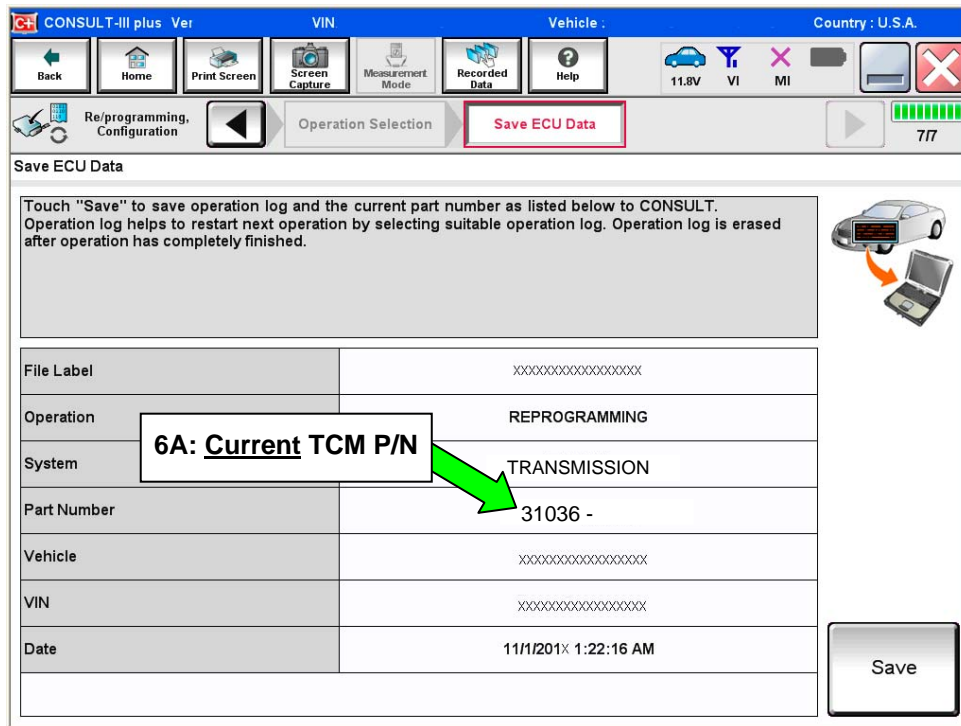 C+ CONSULT-III plus Ver VIN. Vehicle : Country : U.S.A.
Back
Home
Print Screen
Screen Capture
Measurement Mode
Recorded Data
Help
11.8V
VI
MI
Re/programming, Configuration
Operation Selection
Save ECU Data
7/7
Save ECU Data
Touch "Save" to save operation log and the current part number as listed below to CONSULT.
Operation log helps to restart next operation by selecting suitable operation log. Operation log is erased
after operation has completely finished.
File Label XXXXXXXXXXXXXXXXX
Operation REPROGRAMMING
6A: Current TCM P/N
System TRANSMISSION
Part Number 31036 -
Vehicle XXXXXXXXXXXXXXXXX
VIN XXXXXXXXXXXXXXXXX
Date 11/1/201X 1:22:16 AM
Save